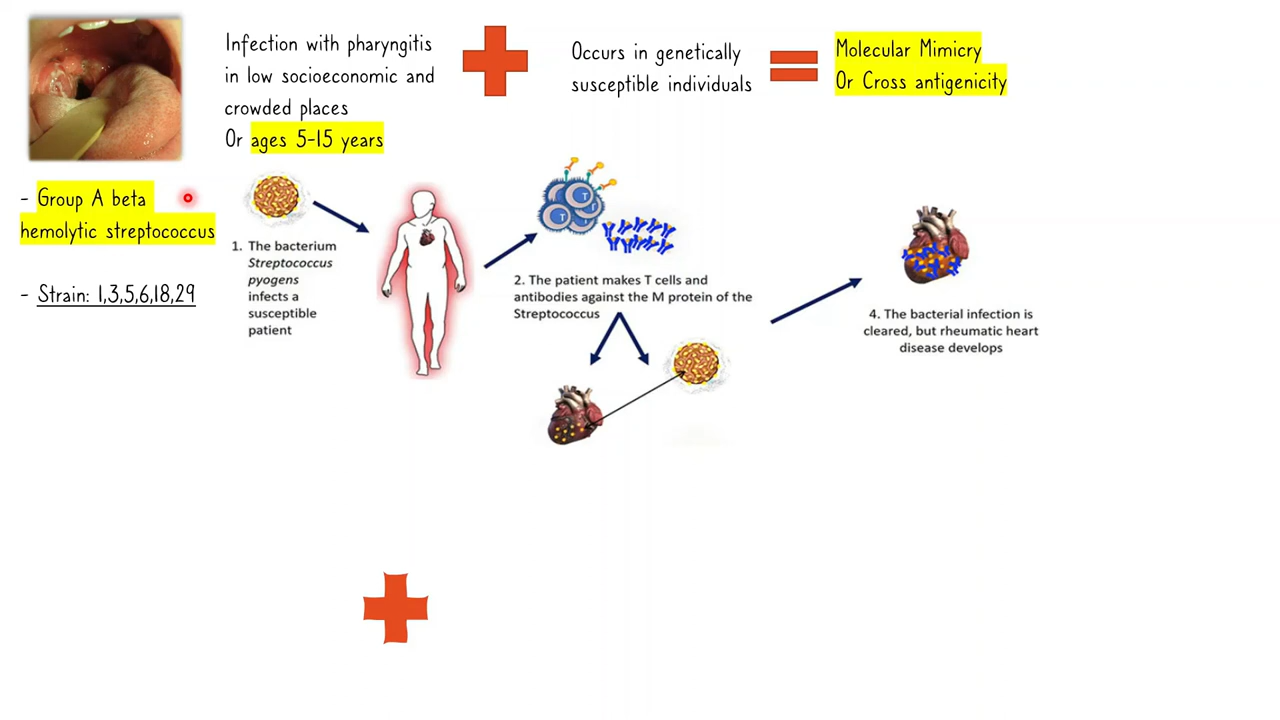 Infection with pharyngitis
in low socioeconomic and
crowded places
Or ages 5-15 years
Occurs in genetically
susceptible individuals
Molecular Mimicry
Or Cross antigenicity
- Group A beta
hemolytic streptococcus
- Strain: 1,3,5,6,18,29
1. The bacterium
Streptococcus
pyogens
infects a
susceptible
patient
T
T
T
2. The patient makes T cells and
antibodies against the M protein of the
Streptococcus
4. The bacterial infection is
cleared, but rheumatic heart
disease develops